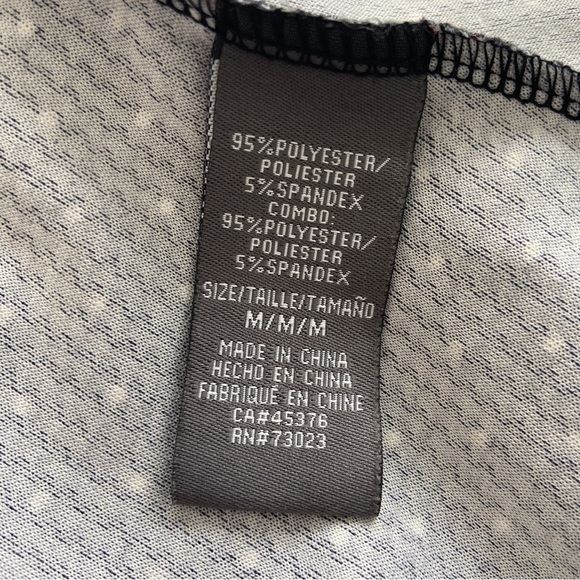 95%POLYESTER/
POLIESTER
5%SPANDEX
COMBO:
95%POLYESTER/
POLIESTER
5%SPANDEX
SIZE/TAILLE/TAMAÑO
M/M/M
MADE IN CHINA
HECHO EN CHINA
FABRIQUÉ EN CHINE
CA#45376
RN#73023